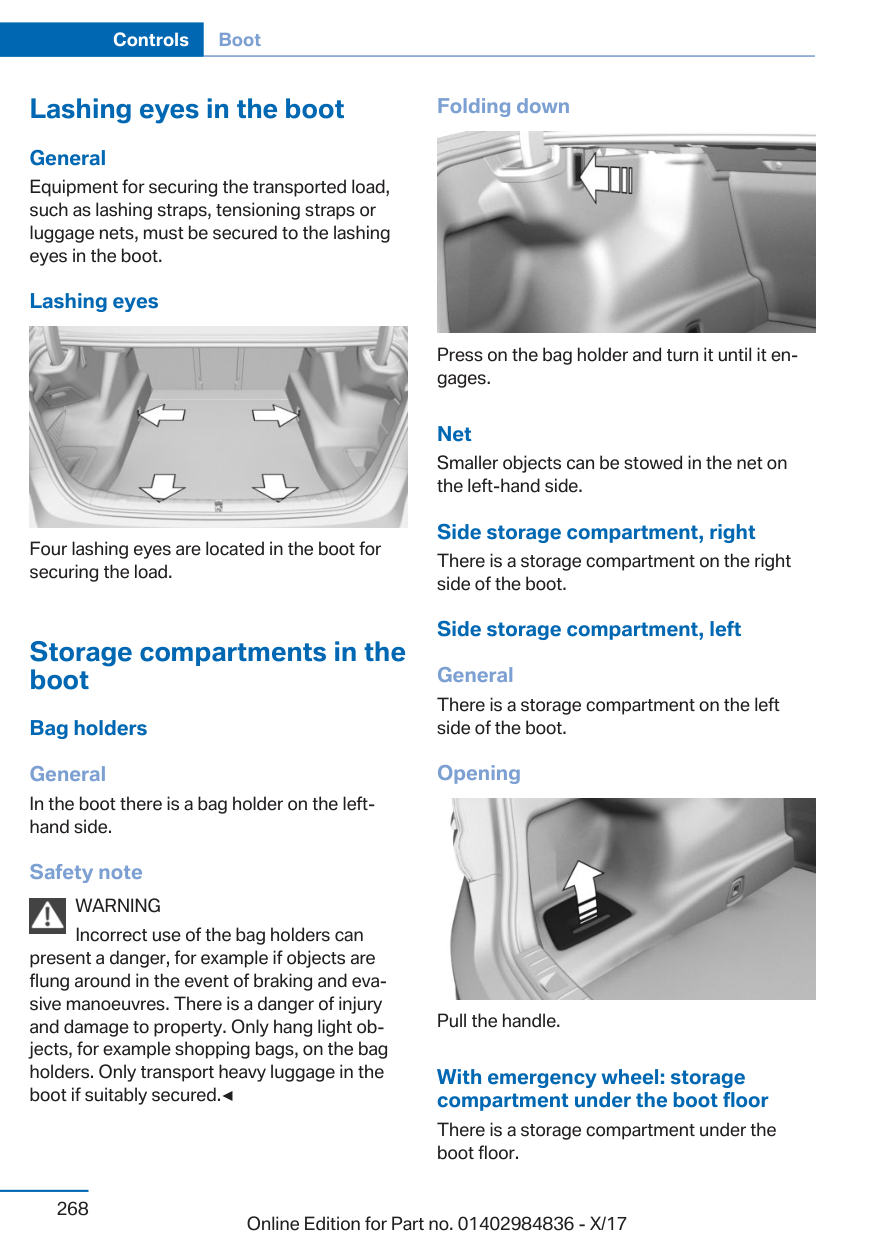 Controls Boot
Lashing eyes in the boot
General
Equipment for securing the transported load,
such as lashing straps, tensioning straps or
luggage nets, must be secured to the lashing
eyes in the boot.
Lashing eyes
Four lashing eyes are located in the boot for
securing the load.
Storage compartments in the
boot
Bag holders
General
In the boot there is a bag holder on the left-
hand side.
Safety note
WARNING
Incorrect use of the bag holders can
present a danger, for example if objects are
flung around in the event of braking and eva-
sive manoeuvres. There is a danger of injury
and damage to property. Only hang light ob-
jects, for example shopping bags, on the bag
holders. Only transport heavy luggage in the
boot if suitably secured.◄
Folding down
Press on the bag holder and turn it until it en-
gages.
Net
Smaller objects can be stowed in the net on
the left-hand side.
Side storage compartment, right
There is a storage compartment on the right
side of the boot.
Side storage compartment, left
General
There is a storage compartment on the left
side of the boot.
Opening
Pull the handle.
With emergency wheel: storage
compartment under the boot floor
There is a storage compartment under the
boot floor.
268
Online Edition for Part no. 01402984836 - X/17